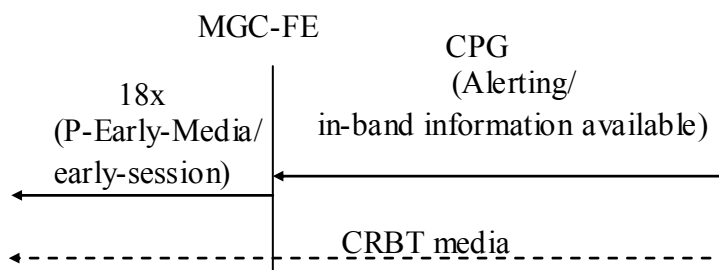 MGC-FE
CPG
(Alerting/
in-band information available)
18x
(P-Early-Media/
early-session)
CRBT media